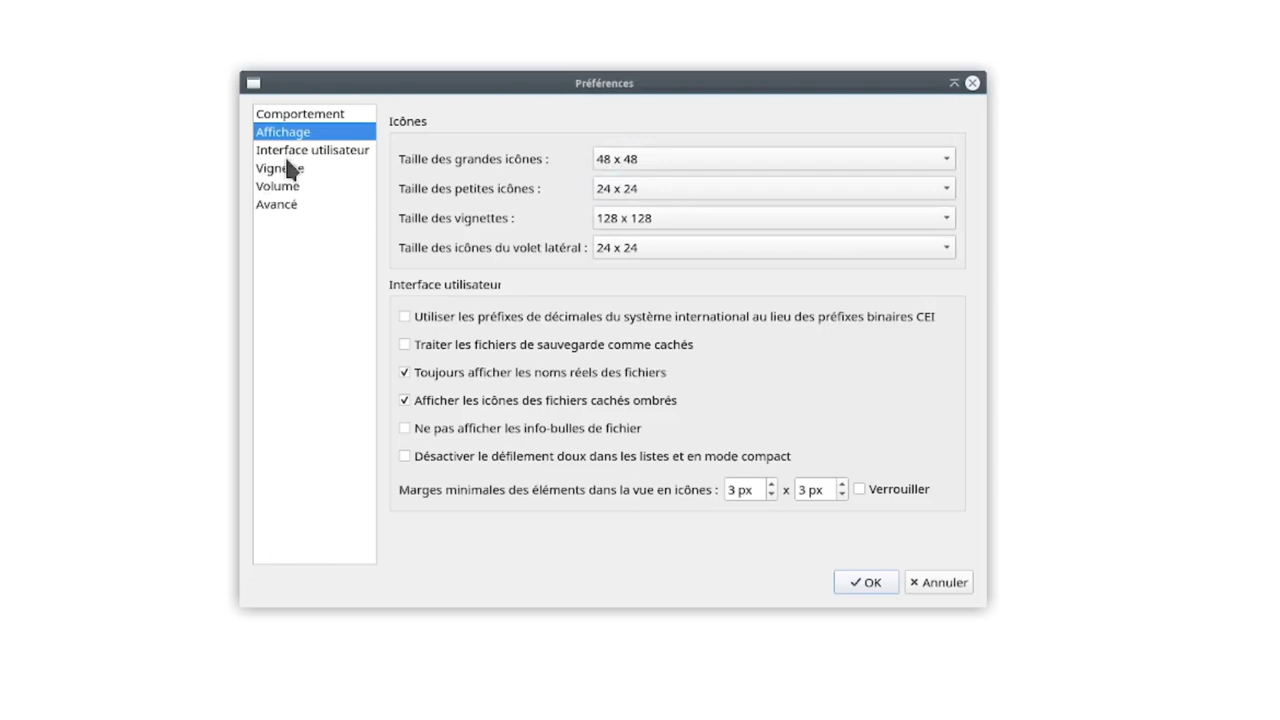 Préférences
Comportement
Affichage
Interface utilisateur
Volume
Avancé
Icônes
Taille des grandes icônes : 48 x 48
Taille des petites icônes : 24 x 24
Taille des vignettes : 128 x 128
Taille des icônes du volet latéral : 24 x 24
Interface utilisateur
Utiliser les préfixes de décimales du système international au lieu des préfixes binaires CEI
Traiter les fichiers de sauvegarde comme cachés
Toujours afficher les noms réels des fichiers
Afficher les icônes des fichiers cachés ombrés
Ne pas afficher les info-bulles de fichier
Désactiver le défilement doux dans les listes et en mode compact
Marges minimales des éléments dans la vue en icônes : 3 px x 3 px Verrouiller
OK Annuler